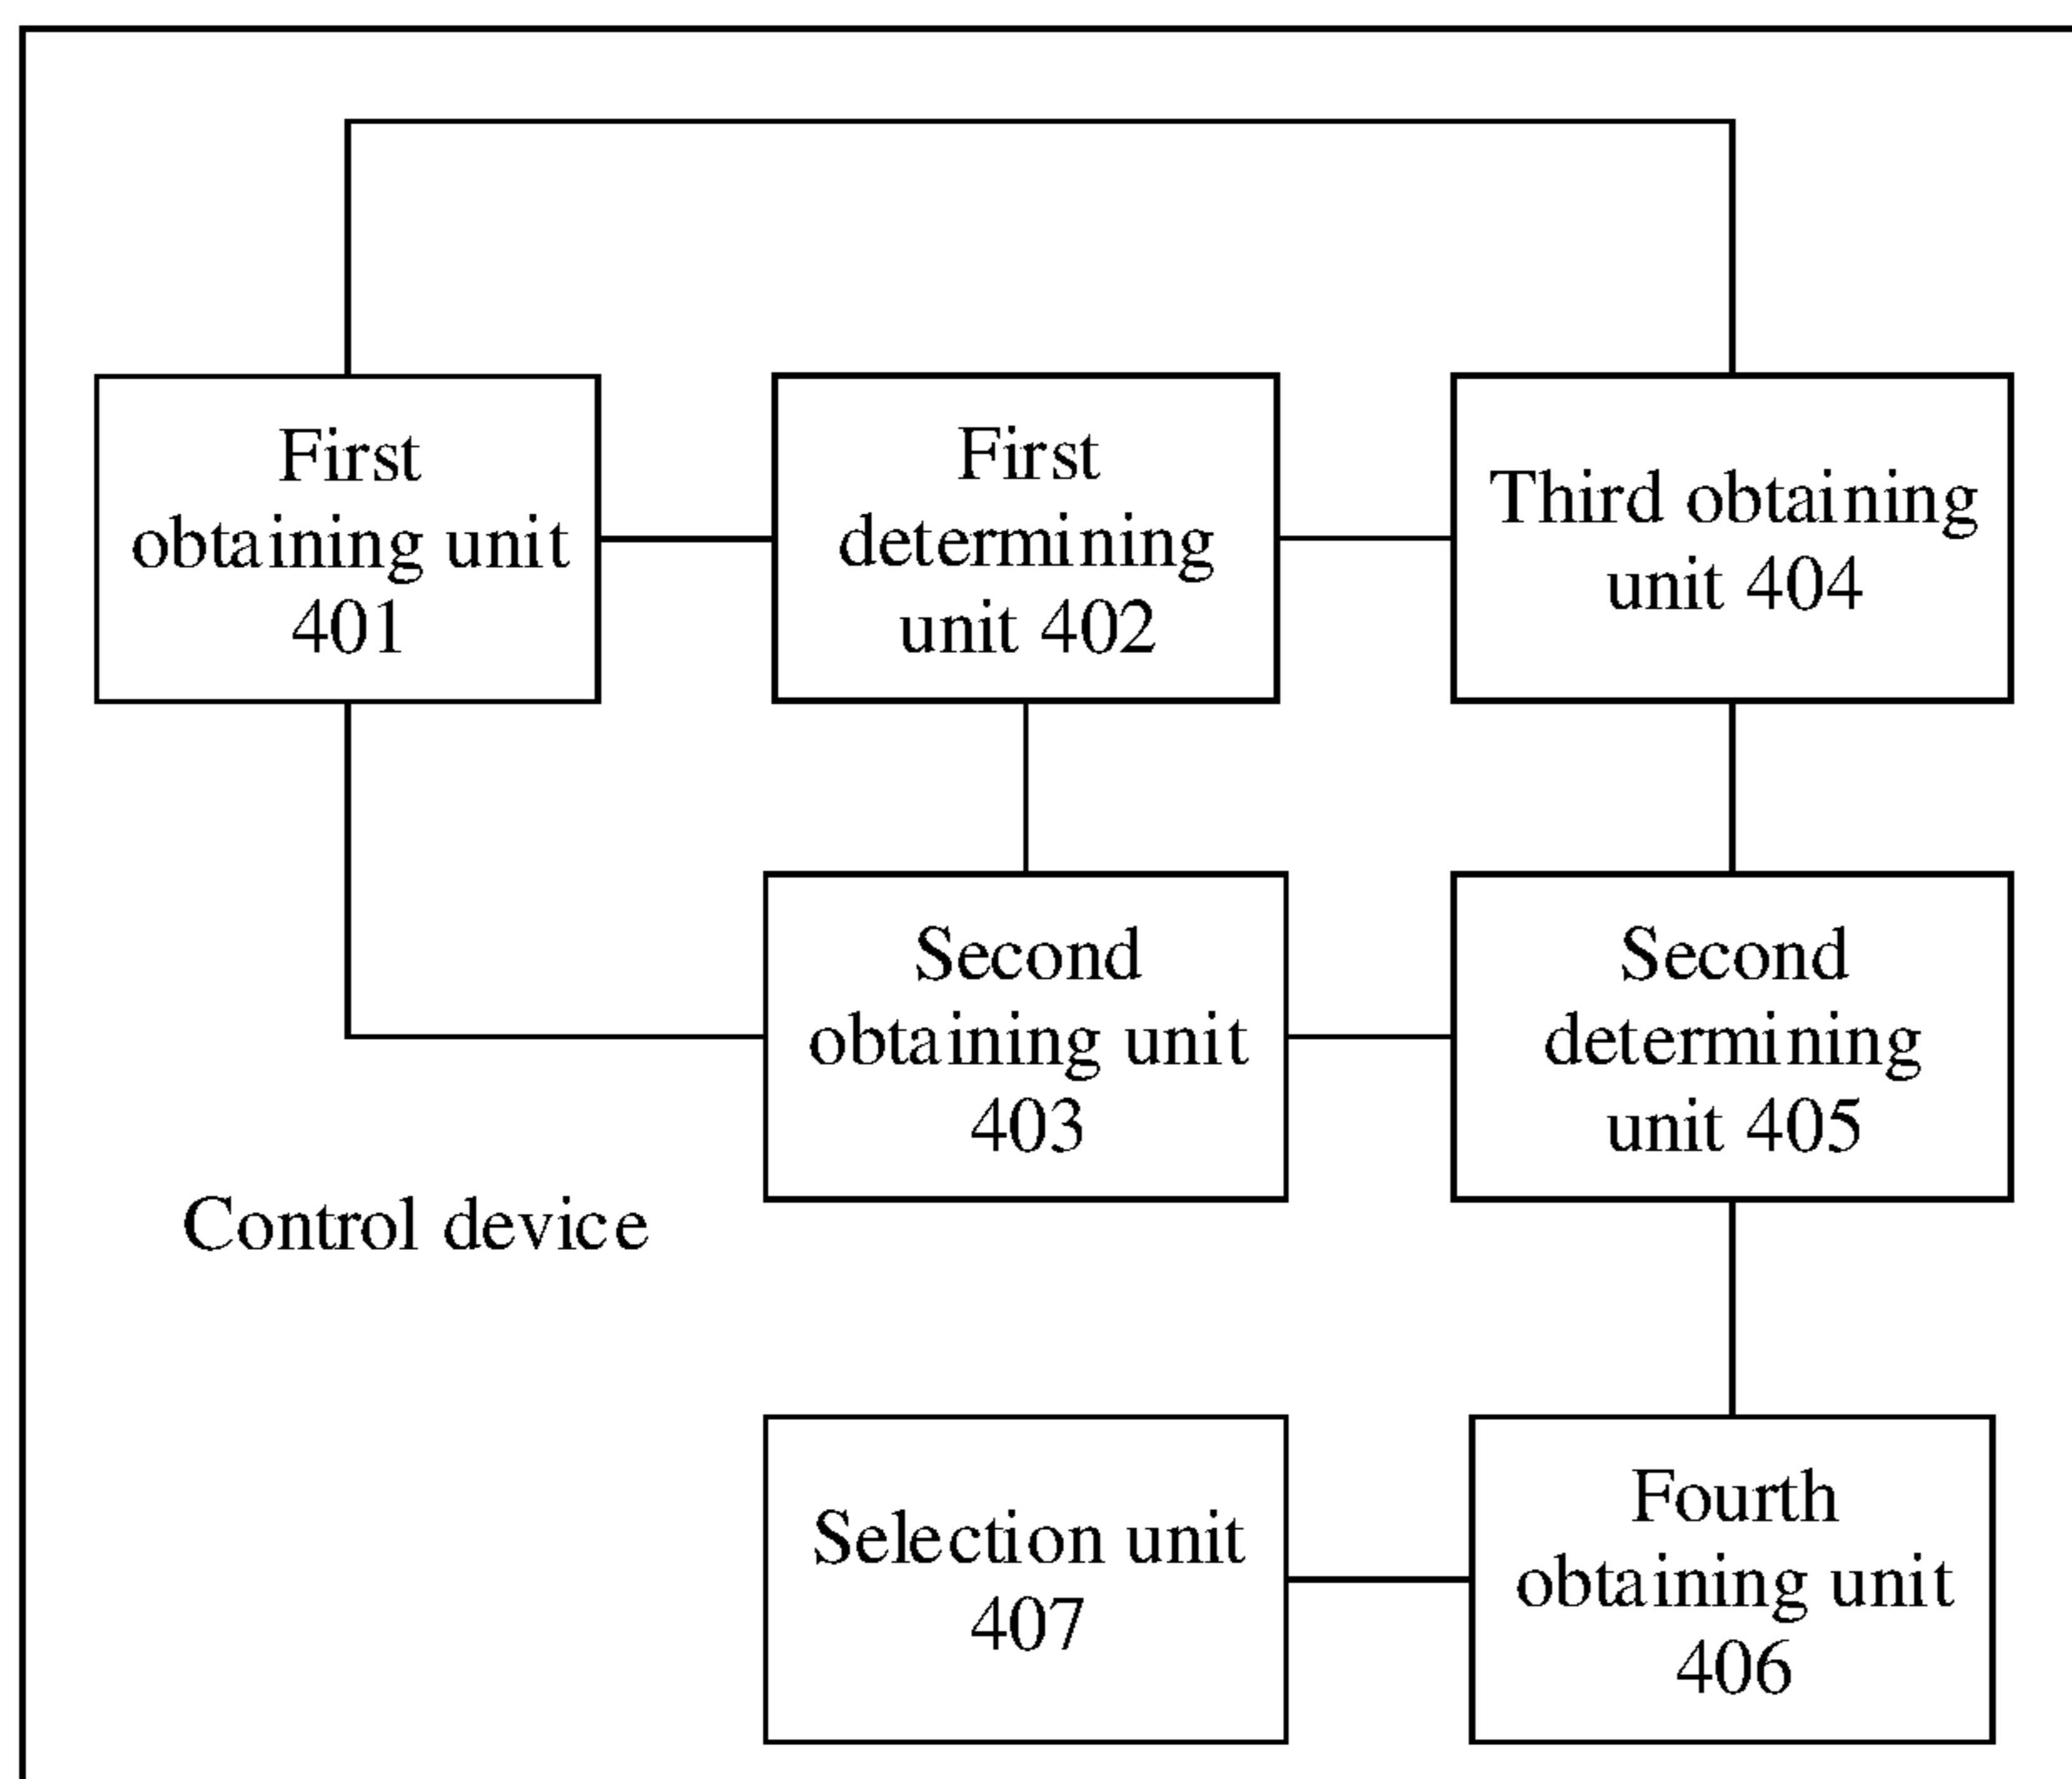 First
obtaining unit
401
First
determining
unit 402
Third obtaining
unit 404
Second
obtaining unit
403
Second
determining
unit 405
Control device
Selection unit
407
Fourth
obtaining unit
406